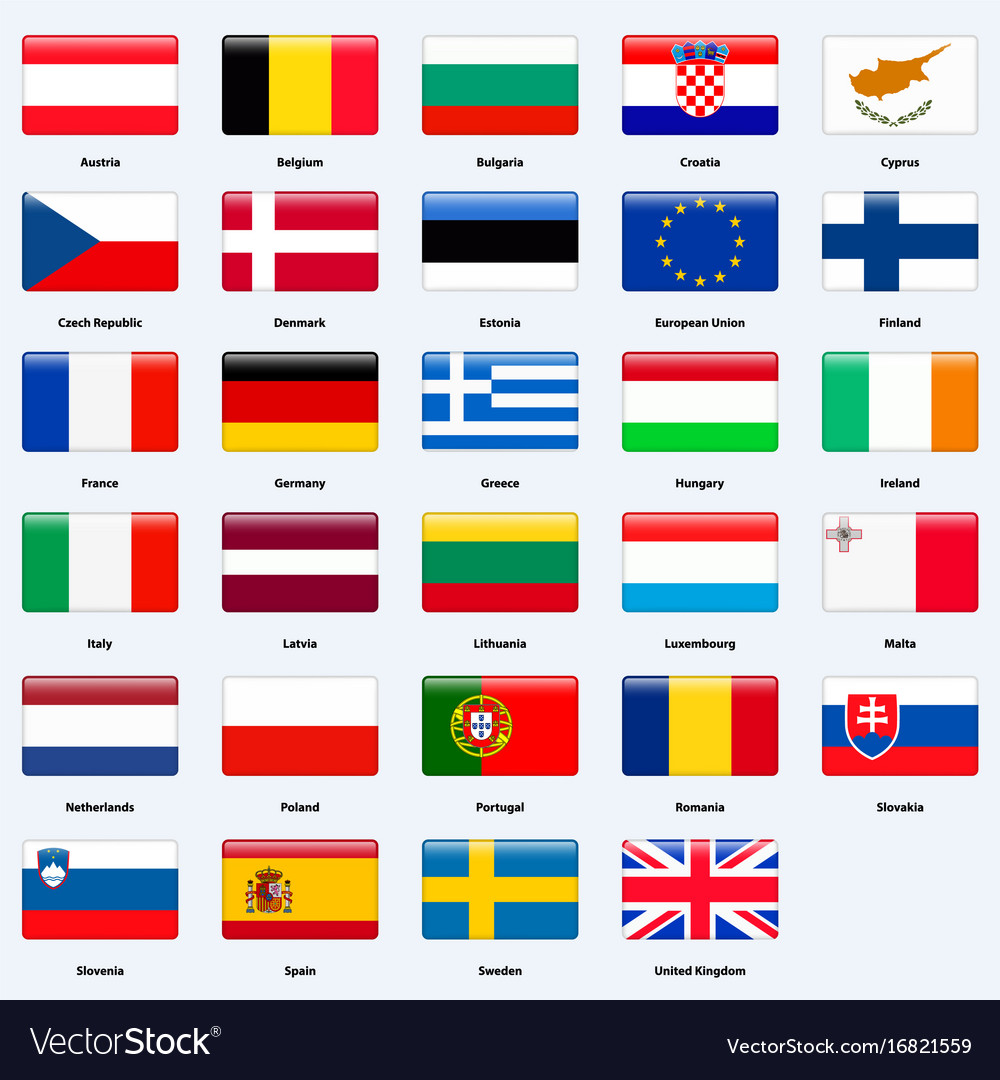 Austria Belgium Bulgaria Croatia Cyprus
Czech Republic Denmark Estonia European Union Finland
France Germany Greece Hungary Ireland
Italy Latvia Lithuania Luxembourg Malta
Netherlands Poland Portugal Romania Slovakia
Slovenia Spain Sweden United Kingdom
VectorStock® VectorStock.com/16821559